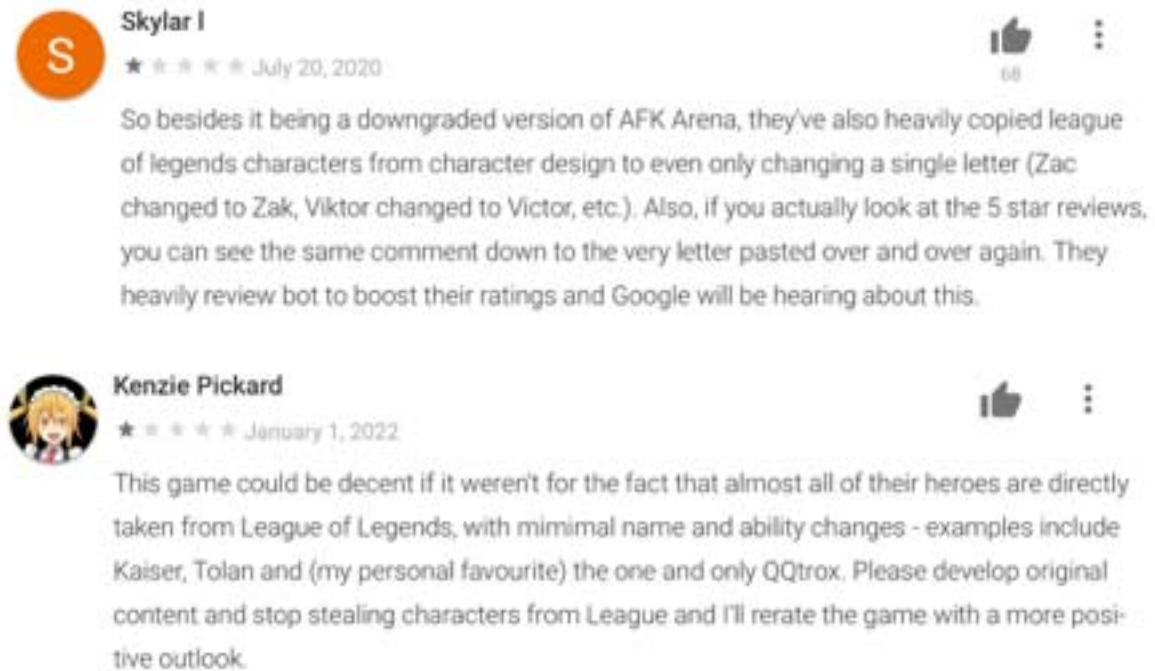 Skylar l
S
July 20, 2020
68
So besides it being a downgraded version of AFK Arena, they've also heavily copied league
of legends characters from character design to even only changing a single letter (Zac
changed to Zak, Viktor changed to Victor, etc.). Also, if you actually look at the 5 star reviews,
you can see the same comment down to the very letter pasted over and over again. They
heavily review bot to boost their ratings and Google will be hearing about this.
Kenzie Pickard
January 1, 2022
This game could be decent if it weren't for the fact that almost all of their heroes are directly
taken from League of Legends, with mimimal name and ability changes - examples include
Kaiser, Tolan and (my personal favourite) the one and only QQtrox. Please develop original
content and stop stealing characters from League and I'll rerate the game with a more posi-
tive outlook.